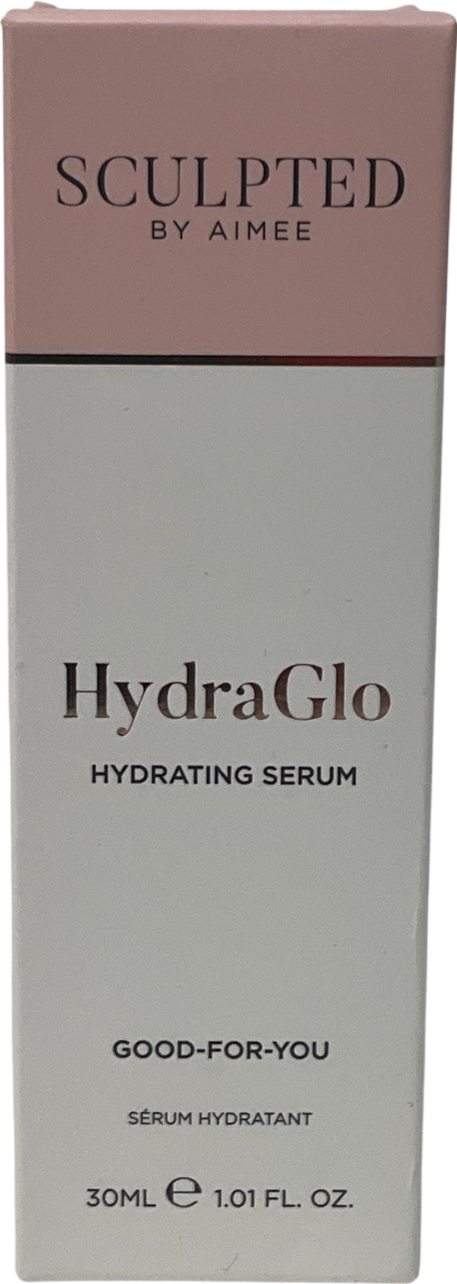 SCULPTED
BY AIMEE
HydraGlo
HYDRATING SERUM
GOOD-FOR-YOU
SÉRUM HYDRATANT
30ML ℮ 1.01 FL. OZ.